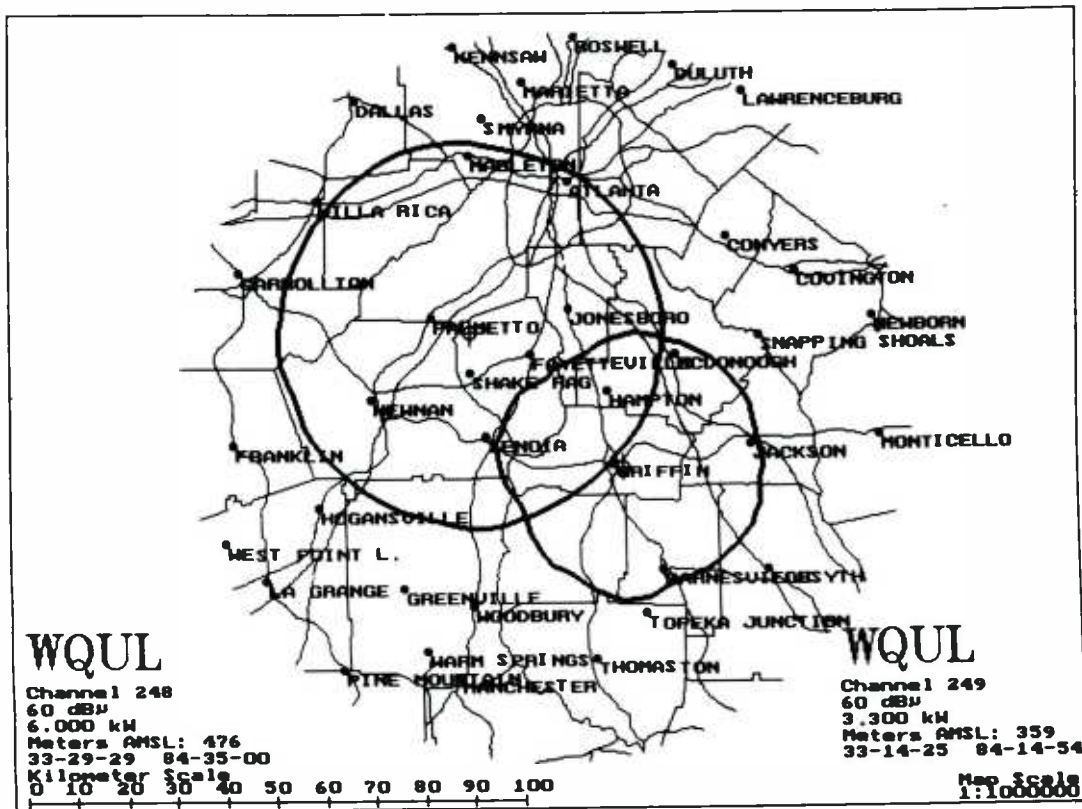 KENNSAW
ROSWELL
DULUTH
MARIETTA
LAWRENCEBURG
DALLAS
SMYRNA
MABLETON
ATLANTA
VILLA RICA
CONYERS
CARROLLIAN
COVINGTON
PALMETTO
JONESBORO
NEWBORN
SNAPPING SHOALS
FAYETTEVILLE
MCDONOUGH
SHAKE RAG
HAMPTON
NEWNAN
SENOIA
MONTICELLO
FRANKLIN
JACKSON
GRIFFIN
HOGANSVILLE
WEST POINT L.
BARNESVILLE
FORSYTH
LA GRANGE
GREENVILLE
WOODBURY
TOPEKA JUNCTION
WARM SPRINGS
THOMASTON
PINE MOUNTAIN
MANCHESTER
WQUL
Channel 248
60 dBµ
6.000 kW
Meters AMSL: 476
33-29-29 84-35-00
Kilometer Scale
0 10 20 30 40 50 60 70 80 90 100
WQUL
Channel 249
60 dBµ
3.300 kW
Meters AMSL: 359
33-14-25 84-14-54
Map Scale
1:1000000